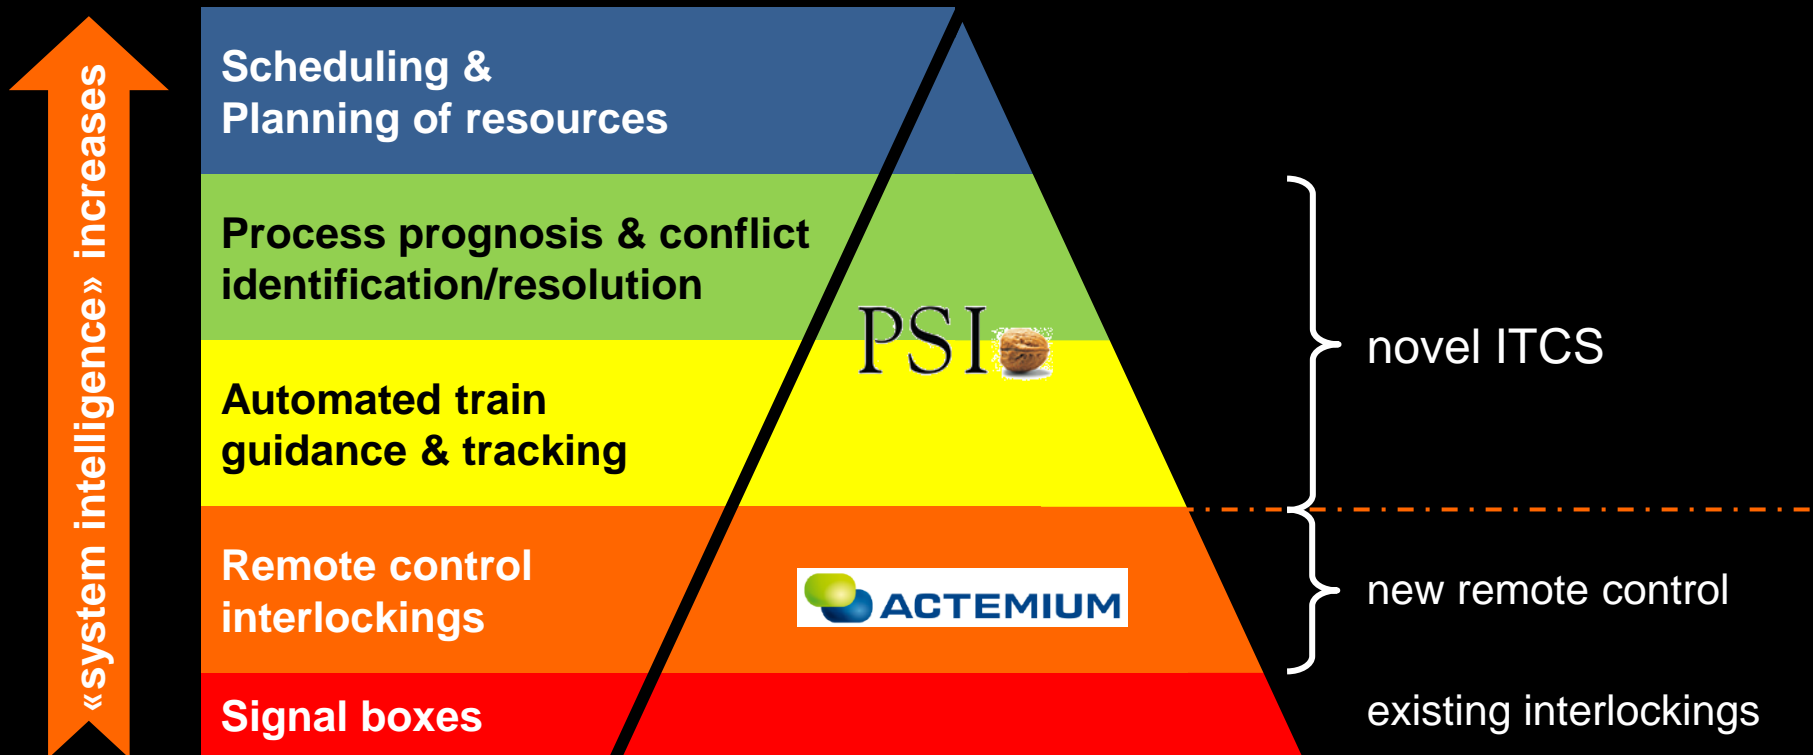 «system intelligence» increases
Scheduling &
Planning of resources
Process prognosis & conflict
identification/resolution
PSI
novel ITCS
Automated train
guidance & tracking
Remote control
interlockings
ACTEMIUM
new remote control
Signal boxes
existing interlockings